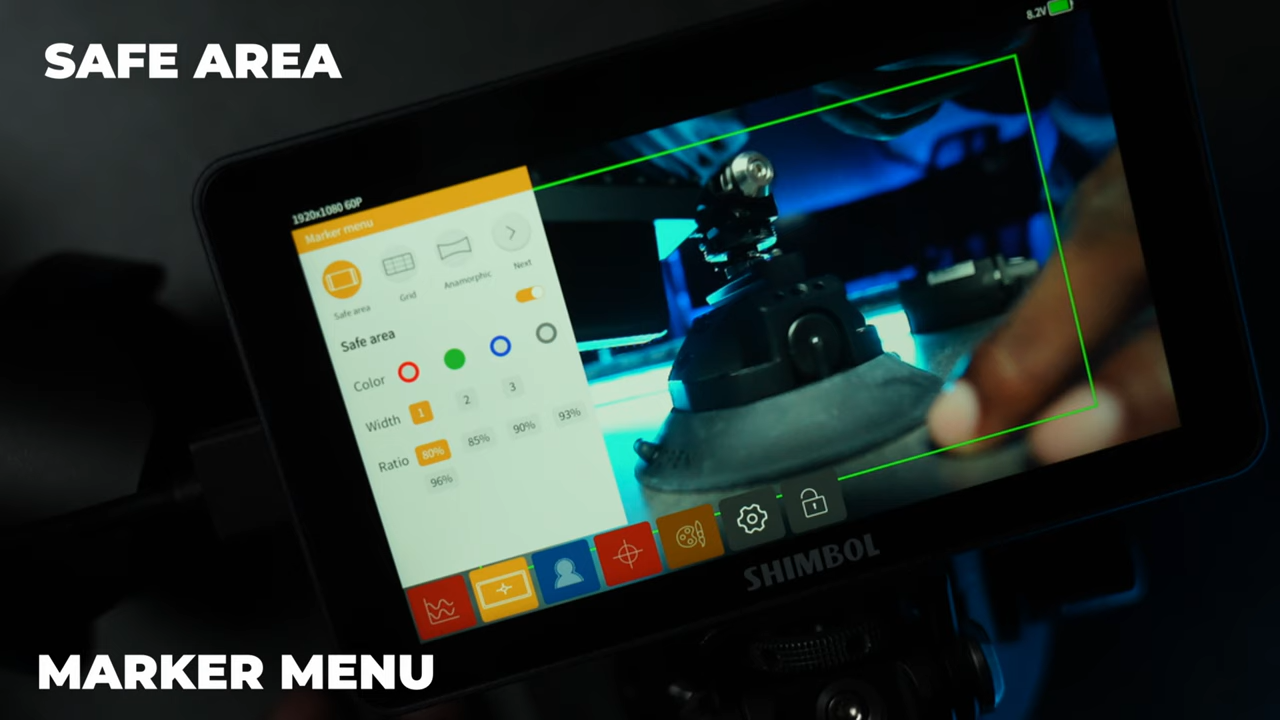 SAFE AREA
8.2V
1920x1080 60P
Marker menu
Safe area
Grid
Anamorphic
Next
Safe area
Color
Width 1 2 3
Ratio 80% 85% 90% 93%
96%
SHIMBOL
MARKER MENU